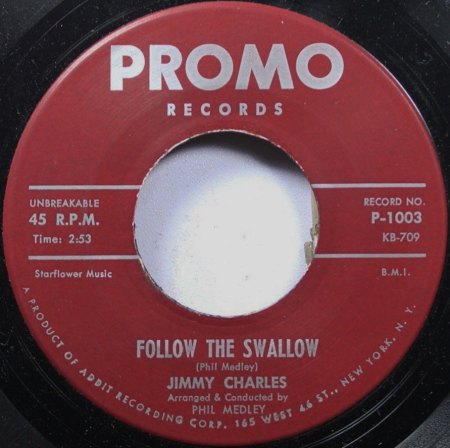 PROMO
RECORDS
UNBREAKABLE
45 R.P.M.
Time: 2:53
RECORD NO.
P-1003
KB-709
Starflower Music
B.M.I.
FOLLOW THE SWALLOW
(Phil Medley)
JIMMY CHARLES
Arranged & Conducted by
PHIL MEDLEY
A PRODUCT OF ADDIT RECORDING CORP. 165 WEST 46 ST., NEW YORK, N. Y.